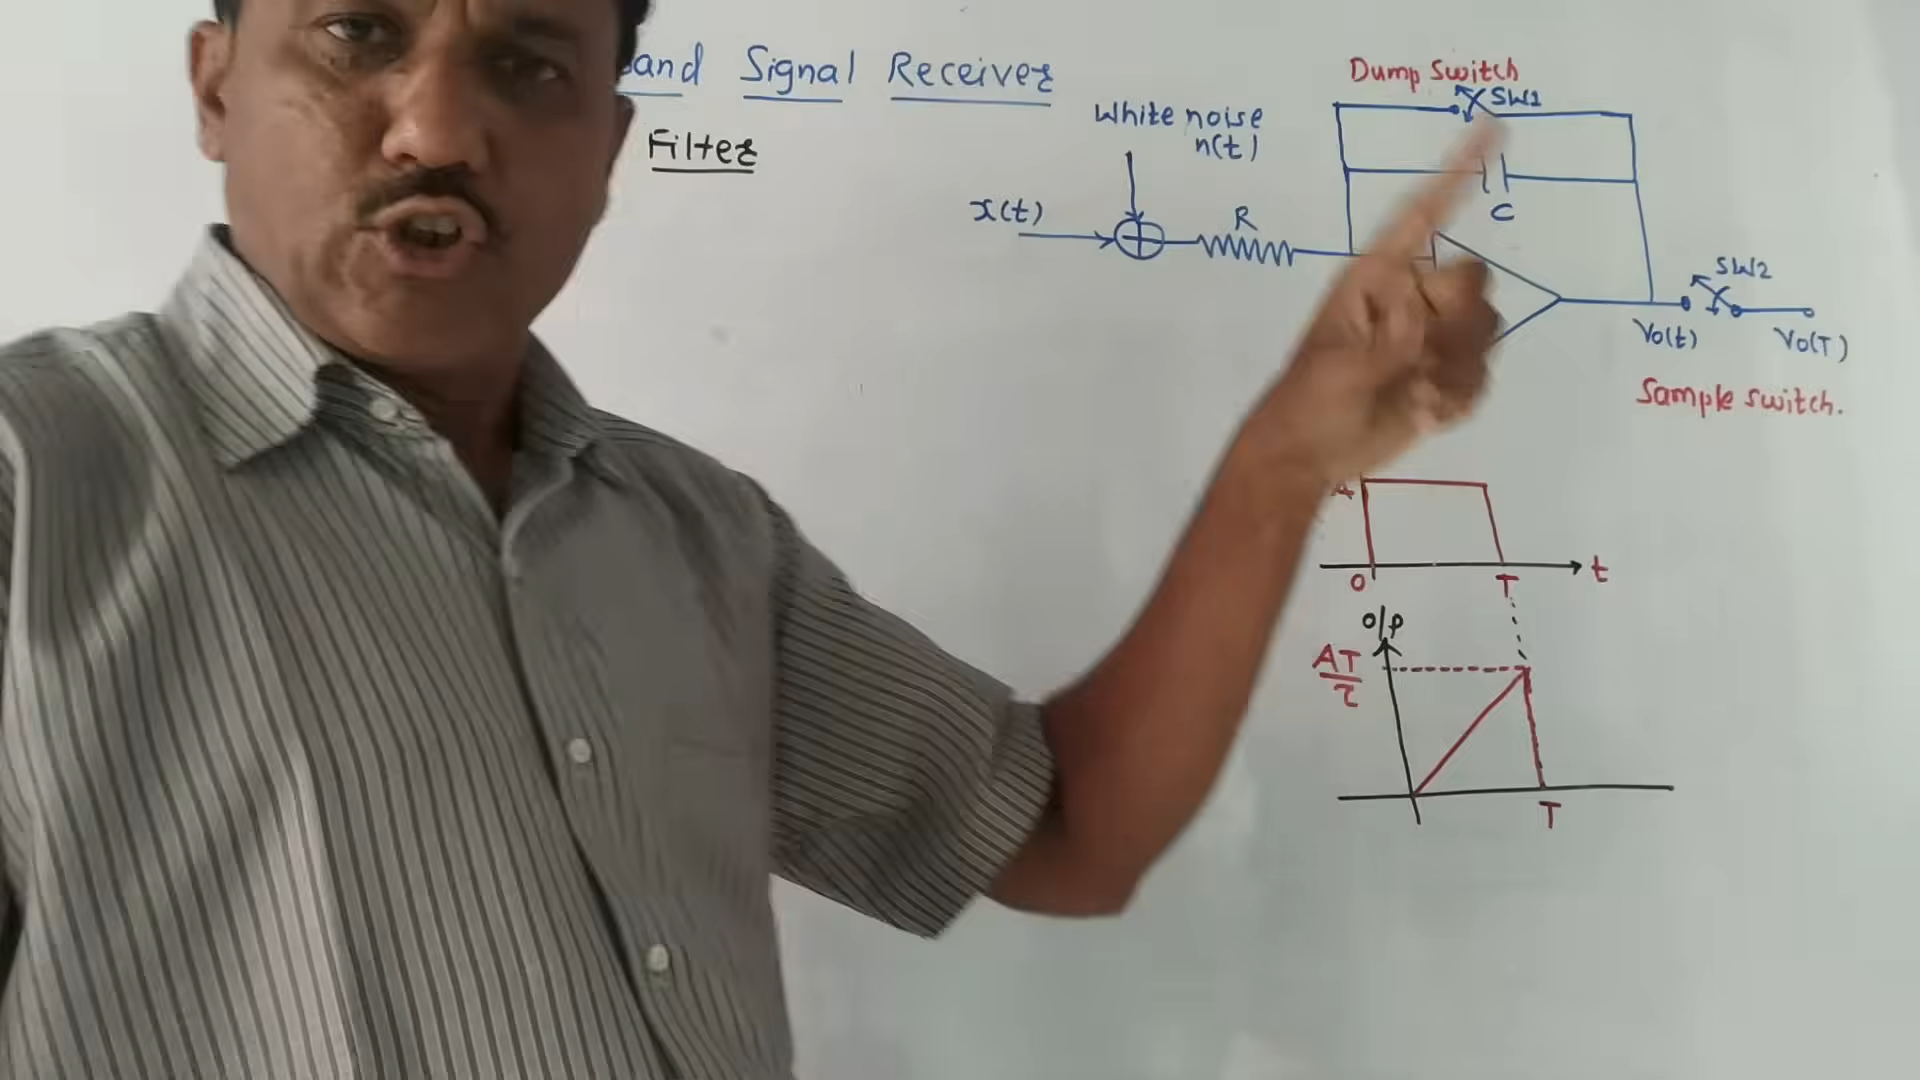 and Signal Receiver
Filter
Dump Switch
SW1
White noise
n(t)
x(t)
R
C
SW2
Vo(t)
Vo(T)
Sample switch.
A
0
T
t
o/p
AT
τ
T